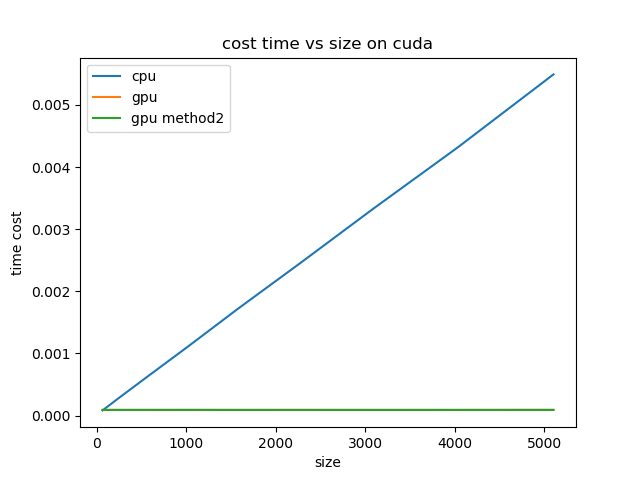 cost time vs size on cuda
cpu
gpu
gpu method2
0.005
0.004
0.003
0.002
0.001
0.000
time cost
0 1000 2000 3000 4000 5000
size